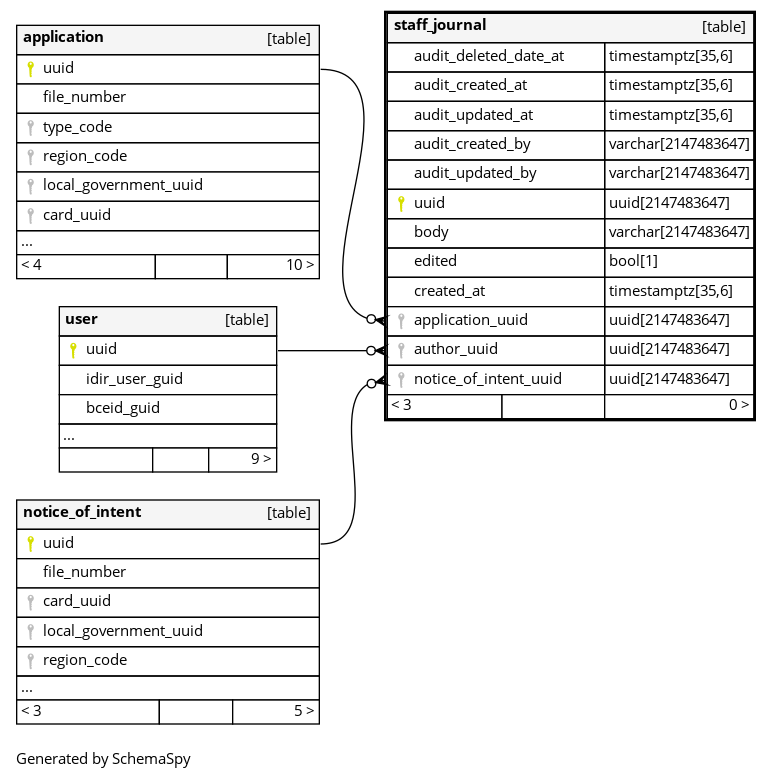 application [table]
uuid
file_number
type_code
region_code
local_government_uuid
card_uuid
...
< 4 10 >
user [table]
uuid
idir_user_guid
bceid_guid
...
9 >
notice_of_intent [table]
uuid
file_number
card_uuid
local_government_uuid
region_code
...
< 3 5 >
staff_journal [table]
audit_deleted_date_at timestamptz[35,6]
audit_created_at timestamptz[35,6]
audit_updated_at timestamptz[35,6]
audit_created_by varchar[2147483647]
audit_updated_by varchar[2147483647]
uuid uuid[2147483647]
body varchar[2147483647]
edited bool[1]
created_at timestamptz[35,6]
application_uuid uuid[2147483647]
author_uuid uuid[2147483647]
notice_of_intent_uuid uuid[2147483647]
< 3 0 >
Generated by SchemaSpy